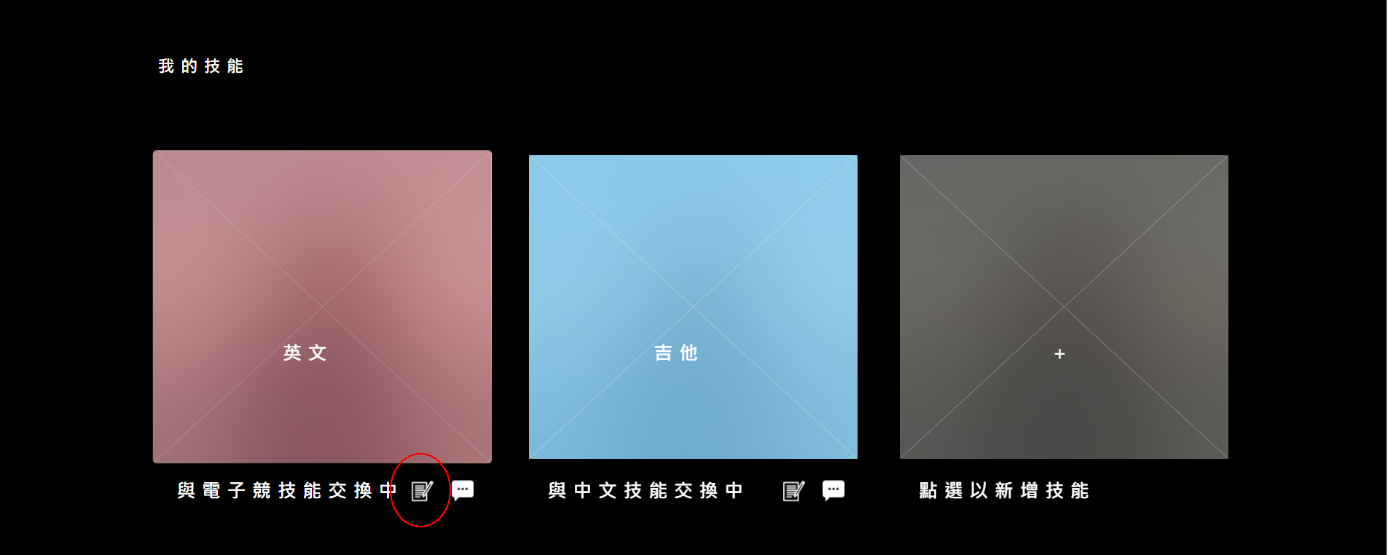 我的技能
英文
吉他
+
與電子競技能交換中
與中文技能交換中
點選以新增技能